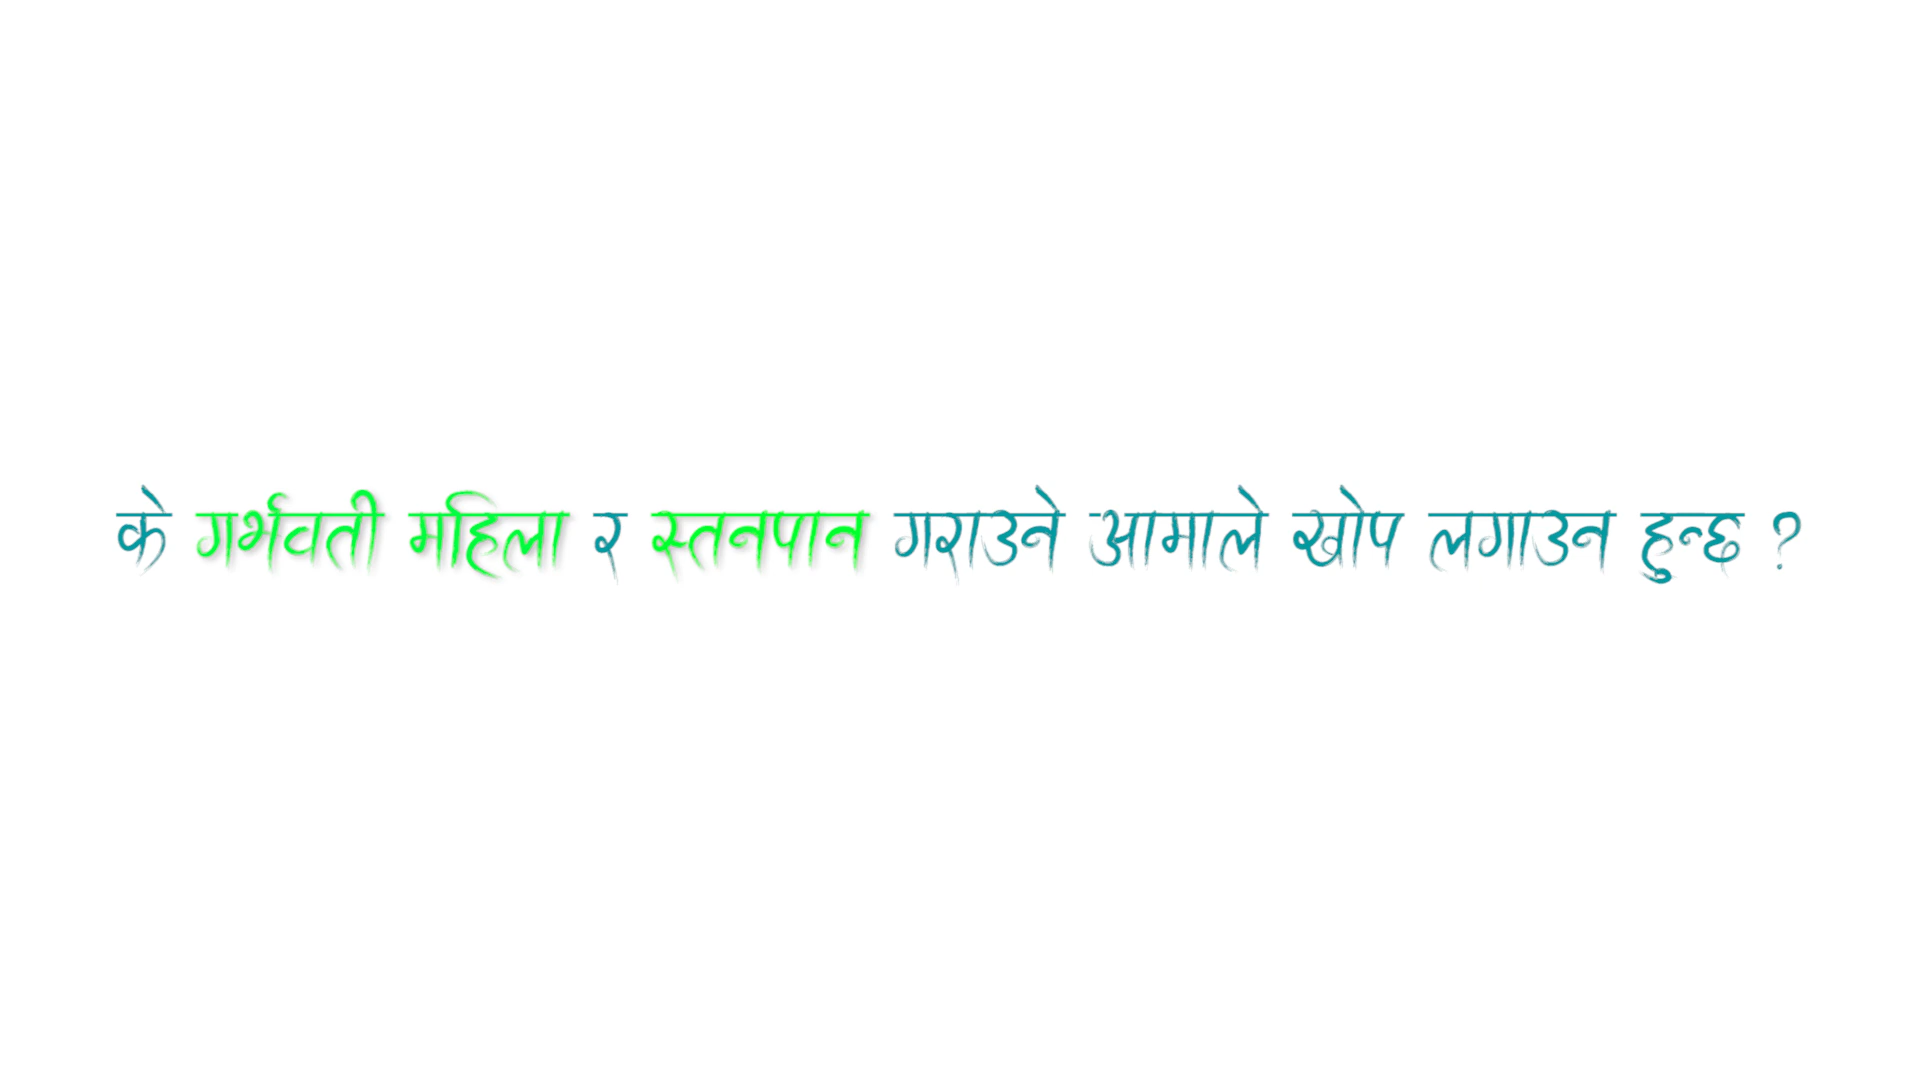 के गर्भवती महिला र स्तनपान गराउने आमाले खोप लगाउन हुन्छ ?